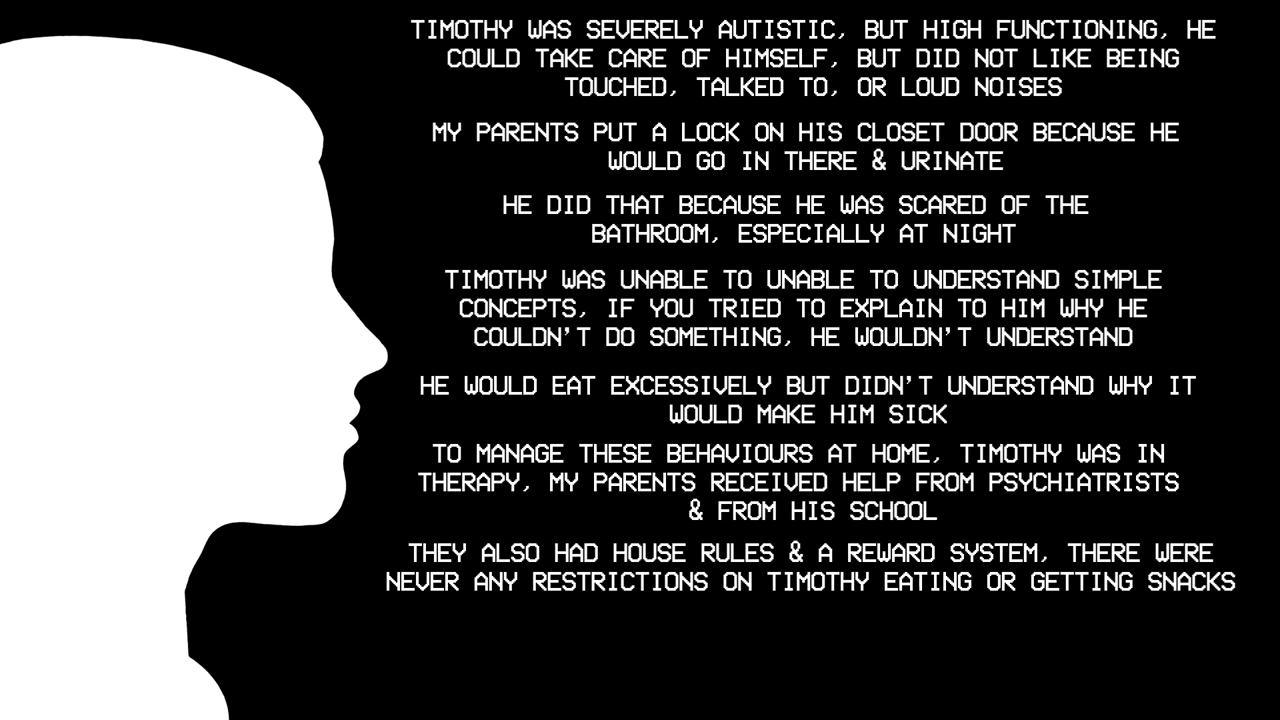 TIMOTHY WAS SEVERELY AUTISTIC, BUT HIGH FUNCTIONING, HE
COULD TAKE CARE OF HIMSELF, BUT DID NOT LIKE BEING
TOUCHED, TALKED TO, OR LOUD NOISES
MY PARENTS PUT A LOCK ON HIS CLOSET DOOR BECAUSE HE
WOULD GO IN THERE & URINATE
HE DID THAT BECAUSE HE WAS SCARED OF THE
BATHROOM, ESPECIALLY AT NIGHT
TIMOTHY WAS UNABLE TO UNABLE TO UNDERSTAND SIMPLE
CONCEPTS, IF YOU TRIED TO EXPLAIN TO HIM WHY HE
COULDN'T DO SOMETHING, HE WOULDN'T UNDERSTAND
HE WOULD EAT EXCESSIVELY BUT DIDN'T UNDERSTAND WHY IT
WOULD MAKE HIM SICK
TO MANAGE THESE BEHAVIOURS AT HOME, TIMOTHY WAS IN
THERAPY, MY PARENTS RECEIVED HELP FROM PSYCHIATRISTS
& FROM HIS SCHOOL
THEY ALSO HAD HOUSE RULES & A REWARD SYSTEM, THERE WERE
NEVER ANY RESTRICTIONS ON TIMOTHY EATING OR GETTING SNACKS